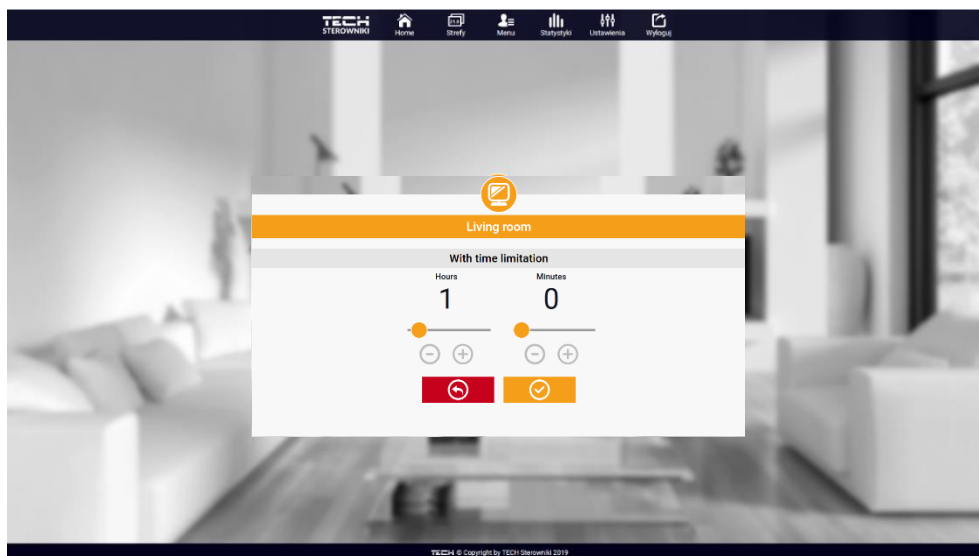 TECH
STEROWNIKI
Home
Strefy
Menu
Statystyki
Ustawienia
Wyloguj
Living room
With time limitation
Hours
Minutes
1
0
TECH © Copyright by TECH Sterowniki 2019